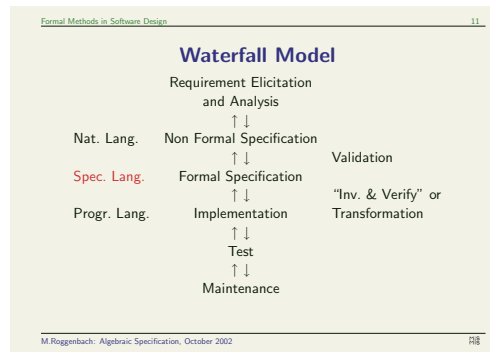 Formal Methods in Software Design 11
Waterfall Model
Requirement Elicitation
and Analysis
↑↓
Nat. Lang. Non Formal Specification
↑↓ Validation
Spec. Lang. Formal Specification
↑↓ “Inv. & Verify” or
Progr. Lang. Implementation Transformation
↑↓
Test
↑↓
Maintenance
M.Roggenbach: Algebraic Specification, October 2002